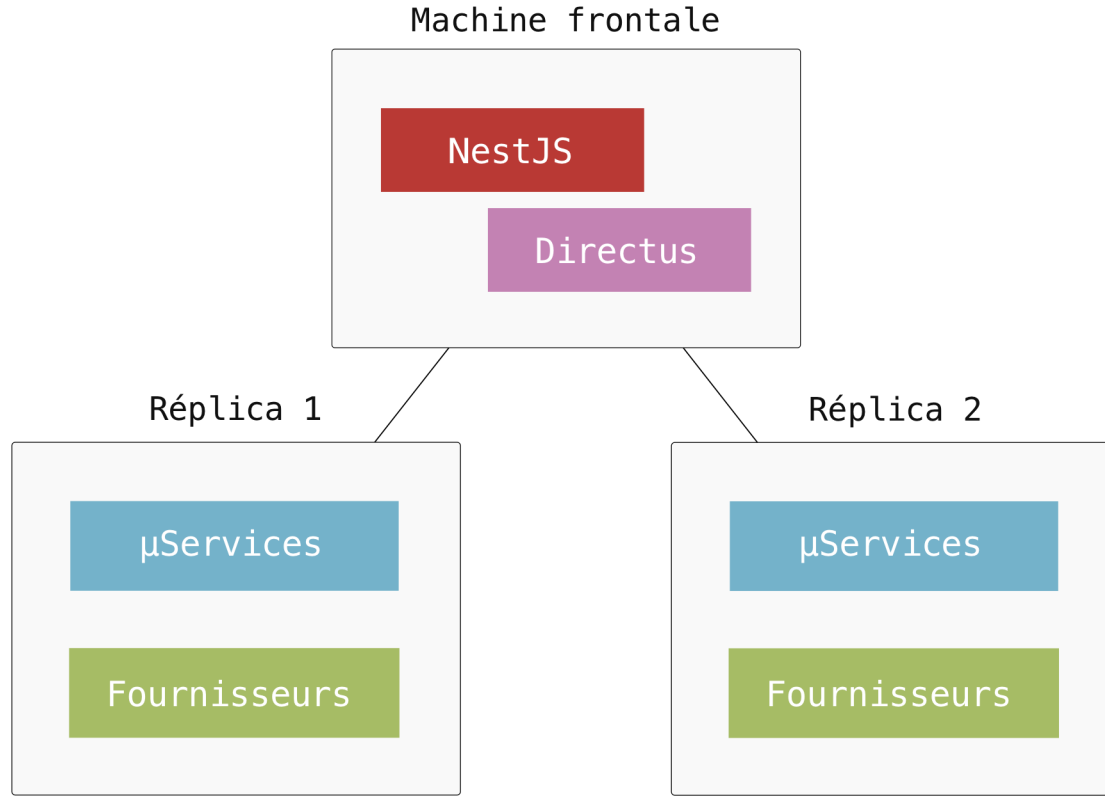 Machine frontale
NestJS
Directus
Réplica 1
µServices
Fournisseurs
Réplica 2
µServices
Fournisseurs